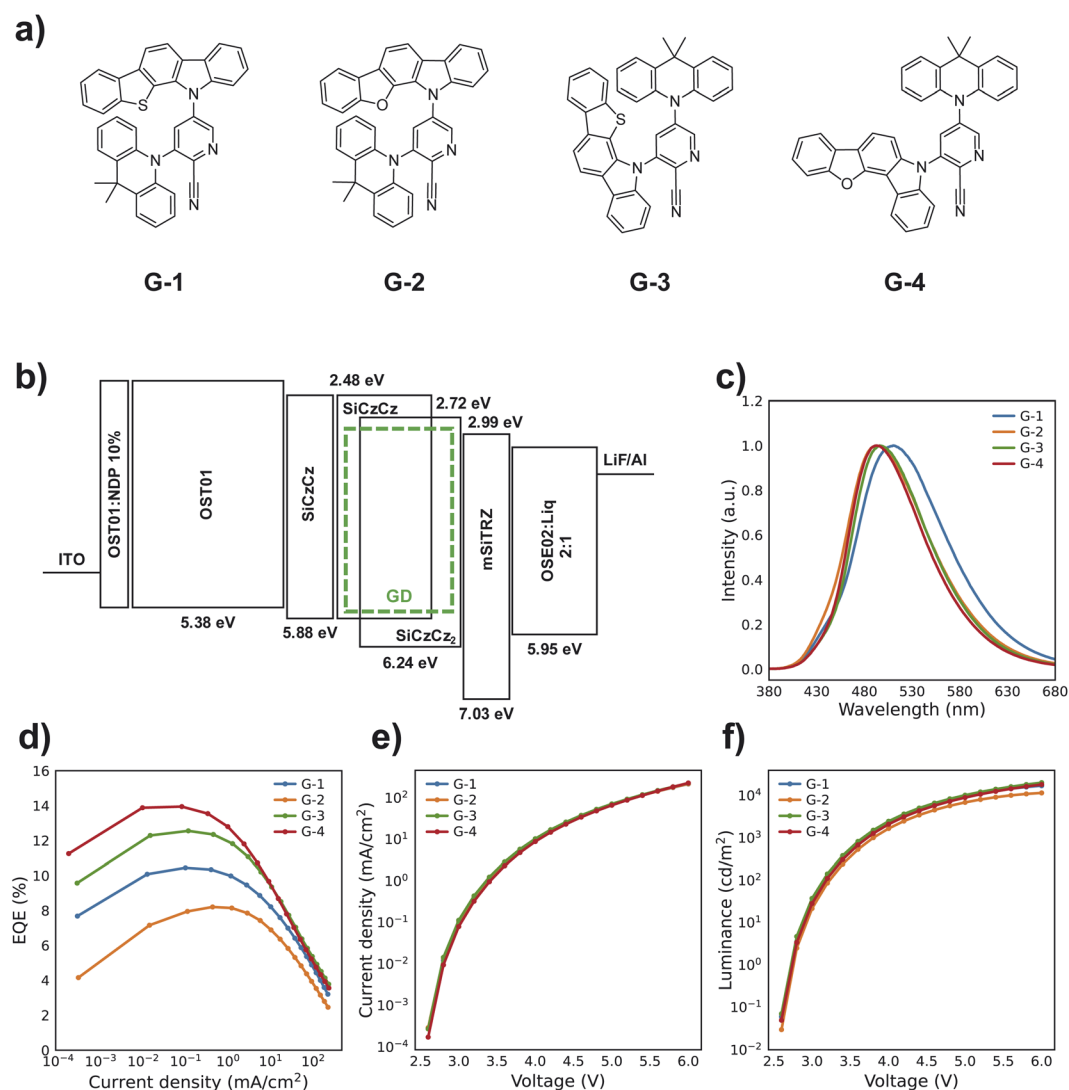 a)
S
N
N
N
N
O
N
N
N
N
S
N
N
N
N
N
N
O
N
N
G-1
G-2
G-3
G-4
b)
2.48 eV
SiCzCz
2.72 eV
2.99 eV
LiF/Al
ITO
OST01:NDP 10%
OST01
SiCzCz
GD
SiCzCz₂
mSiTRZ
OSE02:Liq
2:1
5.38 eV
5.88 eV
6.24 eV
5.95 eV
7.03 eV
c)
1.2
1.0
0.8
0.6
0.4
0.2
0.0
Intensity (a.u.)
G-1
G-2
G-3
G-4
380 430 480 530 580 630 680
Wavelength (nm)
d)
16
14
12
10
8
6
4
2
0
EQE (%)
G-1
G-2
G-3
G-4
10⁻⁴ 10⁻³ 10⁻² 10⁻¹ 10⁰ 10¹ 10²
Current density (mA/cm²)
e)
10²
10¹
10⁰
10⁻¹
10⁻²
10⁻³
10⁻⁴
Current density (mA/cm²)
G-1
G-2
G-3
G-4
2.5 3.0 3.5 4.0 4.5 5.0 5.5 6.0
Voltage (V)
f)
10⁴
10³
10²
10¹
10⁰
10⁻¹
10⁻²
Luminance (cd/m²)
G-1
G-2
G-3
G-4
2.5 3.0 3.5 4.0 4.5 5.0 5.5 6.0
Voltage (V)